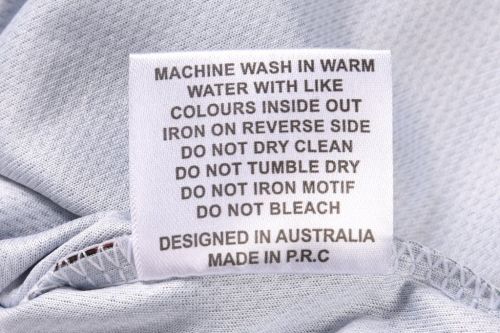 MACHINE WASH IN WARM
WATER WITH LIKE
COLOURS INSIDE OUT
IRON ON REVERSE SIDE
DO NOT DRY CLEAN
DO NOT TUMBLE DRY
DO NOT IRON MOTIF
DO NOT BLEACH
DESIGNED IN AUSTRALIA
MADE IN P.R.C